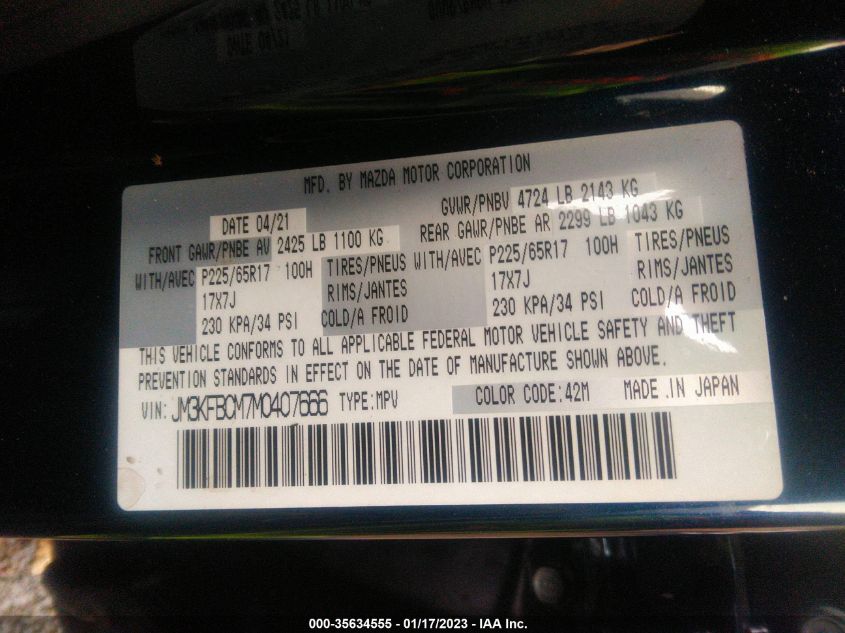 MFD. BY MAZDA MOTOR CORPORATION
DATE 04/21 GVWR/PNBV 4724 LB 2143 KG
FRONT GAWR/PNBE AV 2425 LB 1100 KG REAR GAWR/PNBE AR 2299 LB 1043 KG
WITH/AVEC P225/65R17 100H TIRES/PNEUS WITH/AVEC P225/65R17 100H TIRES/PNEUS
17X7J RIMS/JANTES 17X7J RIMS/JANTES
230 KPA/34 PSI COLD/A FROID 230 KPA/34 PSI COLD/A FROID
THIS VEHICLE CONFORMS TO ALL APPLICABLE FEDERAL MOTOR VEHICLE SAFETY AND THEFT
PREVENTION STANDARDS IN EFFECT ON THE DATE OF MANUFACTURE SHOWN ABOVE.
VIN: JM3KFBCM7M0407666 TYPE:MPV COLOR CODE:42M MADE IN JAPAN
000-35634555 - 01/17/2023 - IAA Inc.